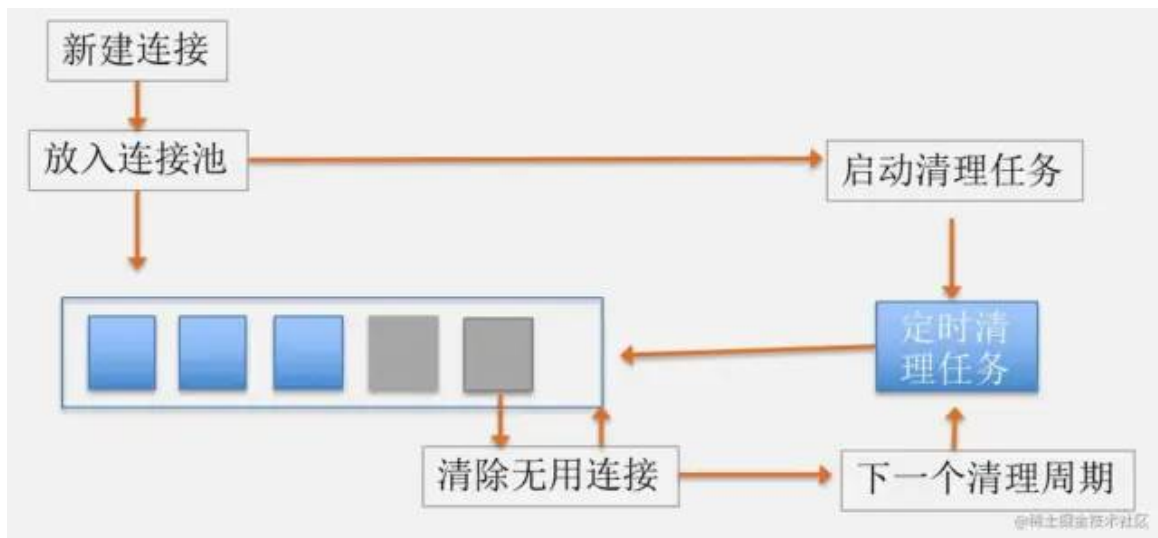 新建连接
放入连接池
启动清理任务
定时清
理任务
清除无用连接
下一个清理周期
@稀土掘金技术社区